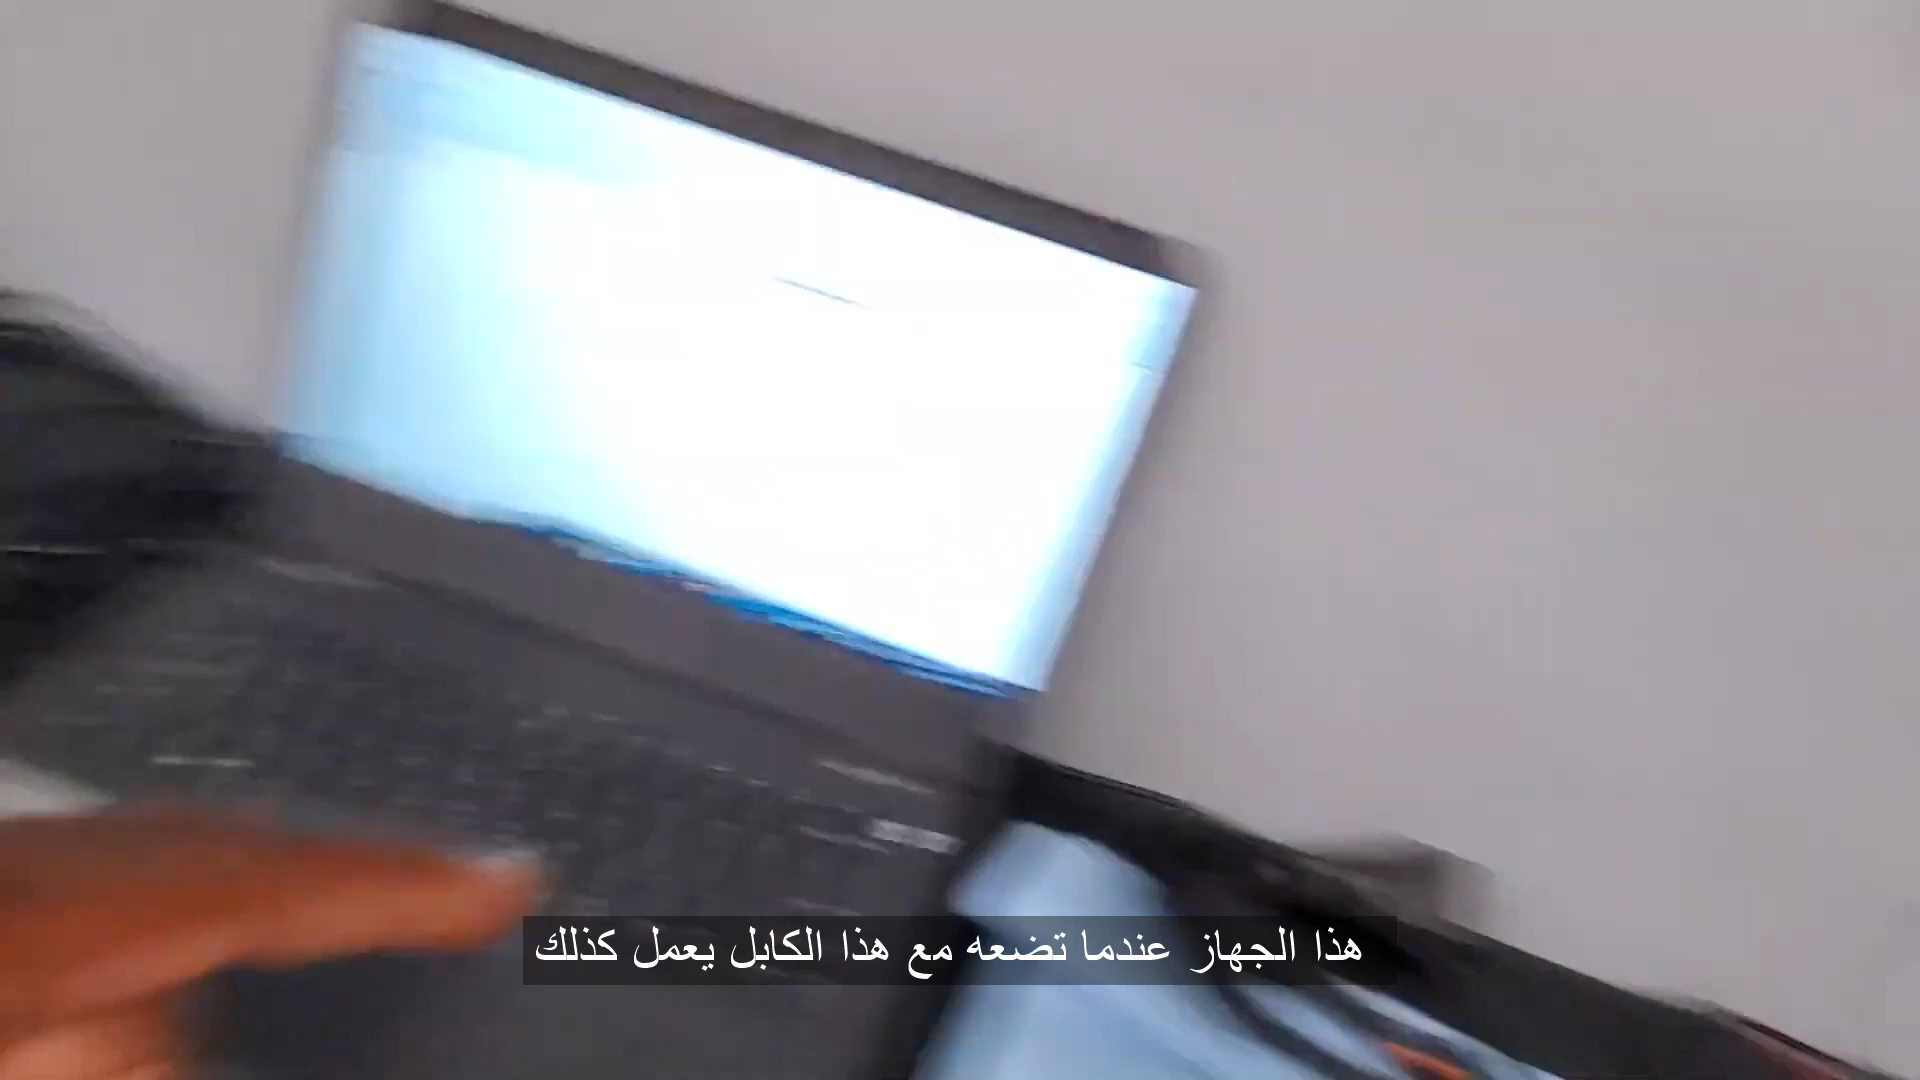 هذا الجهاز عندما تضعه مع هذا الكابل يعمل كذلك